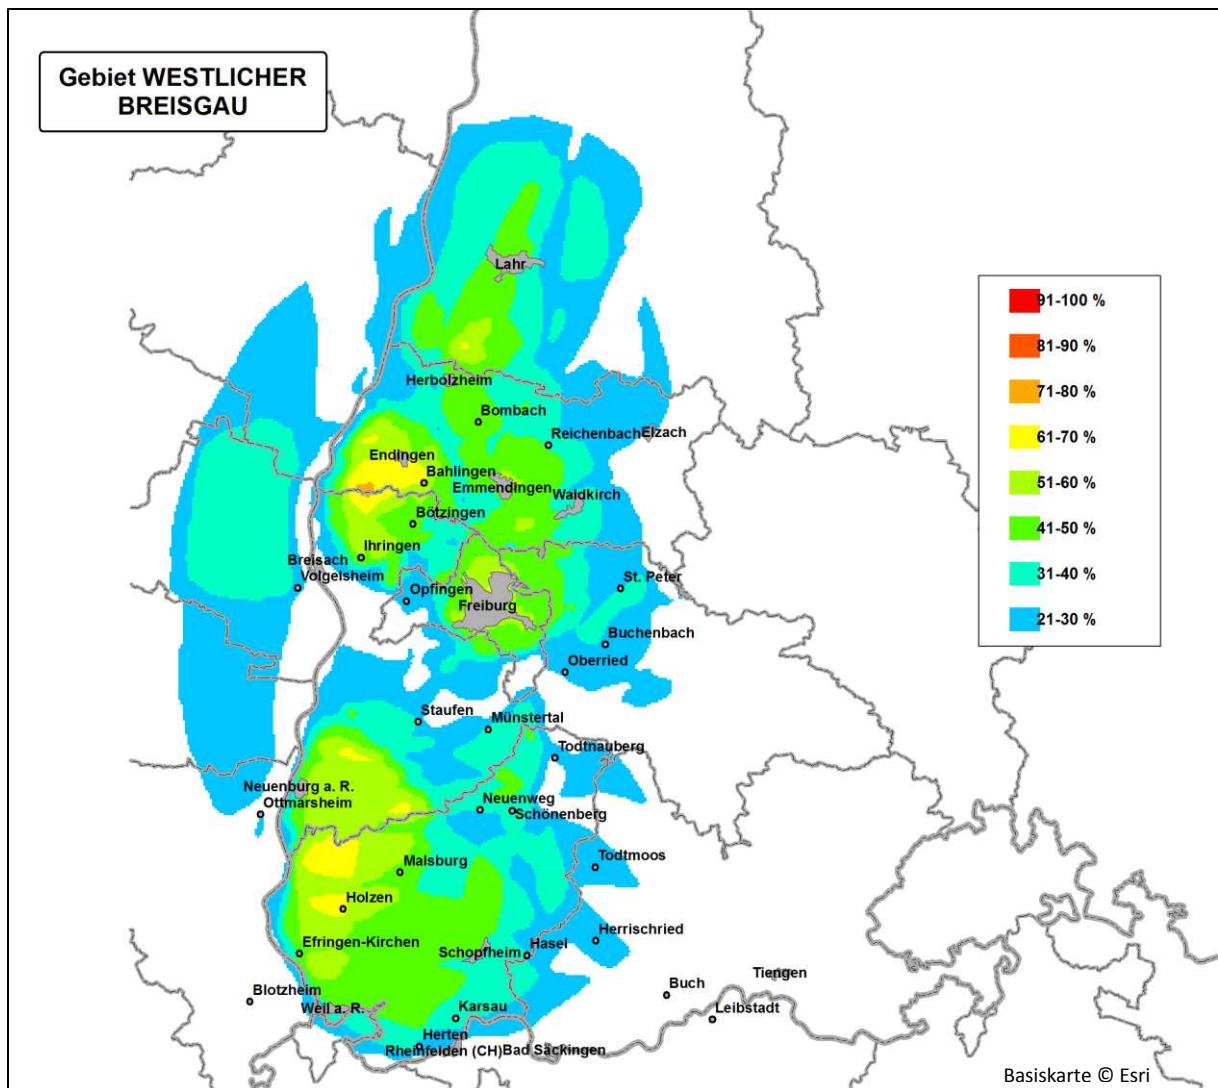 Gebiet WESTLICHER
BREISGAU
Lahr
91-100 %
81-90 %
71-80 %
61-70 %
51-60 %
41-50 %
31-40 %
21-30 %
Herbolzheim
Bombach
Reichenbach
Elzach
Endingen
Bahlingen
Emmendingen
Waldkirch
Bötzingen
Ihringen
Breisach
Volgelsheim
Opfingen
Freiburg
St. Peter
Buchenbach
Oberried
Staufen
Münstertal
Todtnauberg
Neuenburg a. R.
Ottmarsheim
Neuenweg
Schönenberg
Malsburg
Todtmoos
Holzen
Efringen-Kirchen
Schopfheim
Hasel
Herrischried
Blotzheim
Weil a. R.
Karsau
Buch
Tiengen
Leibstadt
Herten
Rheinfelden (CH)
Bad Säckingen
Basiskarte © Esri